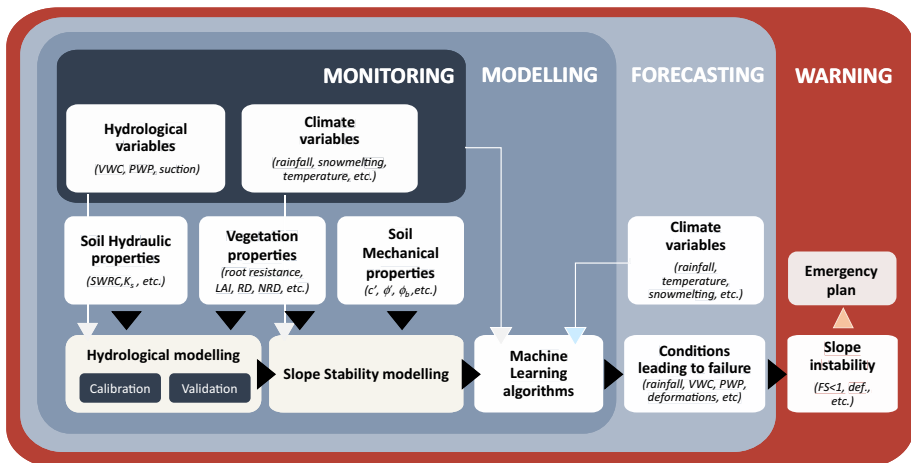 MONITORING
MODELLING
FORECASTING
WARNING
Hydrological
variables
(VWC, PWP, suction)
Climate
variables
(rainfall, snowmelting,
temperature, etc.)
Soil Hydraulic
properties
(SWRC,Ks , etc.)
Vegetation
properties
(root resistance,
LAI, RD, NRD, etc.)
Soil
Mechanical
properties
(c', ϕ', ϕb,etc.)
Climate
variables
(rainfall,
temperature,
snowmelting, etc.)
Emergency
plan
Hydrological modelling
Calibration
Validation
Slope Stability modelling
Machine
Learning
algorithms
Conditions
leading to failure
(rainfall, VWC, PWP,
deformations, etc)
Slope
instability
(FS<1, def.,
etc.)